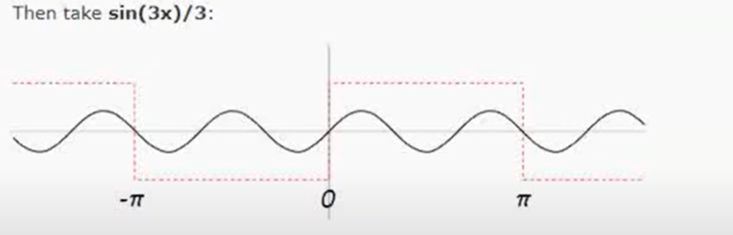 Then take sin(3x)/3:
-π 0 π